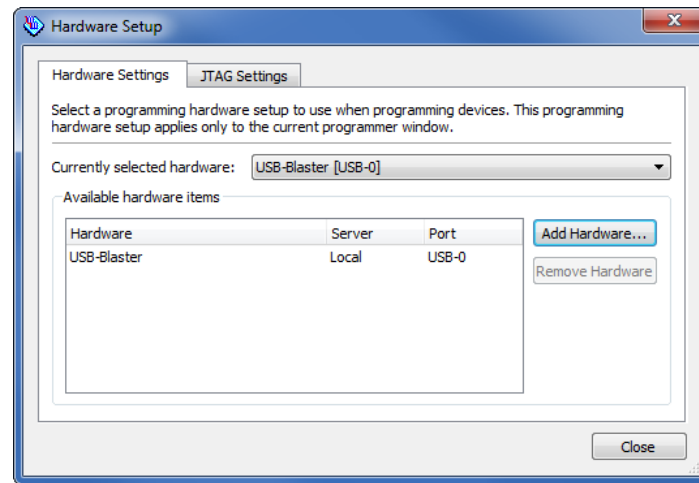 Hardware Setup
Hardware Settings
JTAG Settings
Select a programming hardware setup to use when programming devices. This programming
hardware setup applies only to the current programmer window.
Currently selected hardware:
USB-Blaster [USB-0]
Available hardware items
Hardware
Server
Port
Add Hardware...
USB-Blaster
Local
USB-0
Remove Hardware
Close